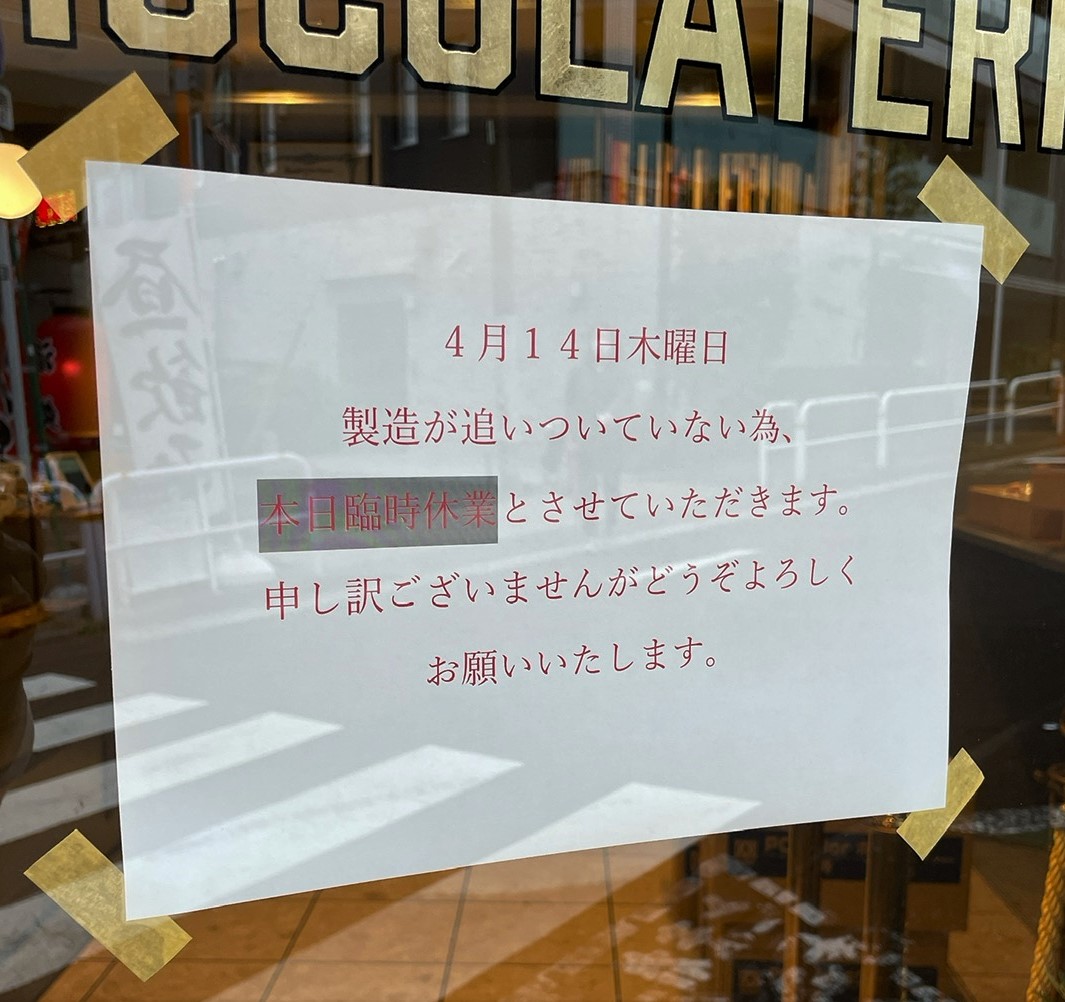 HOCOLATERI
４月１４日木曜日
製造が追いついていない為、
本日臨時休業とさせていただきます。
申し訳ございませんがどうぞよろしく
お願いいたします。
昼飲